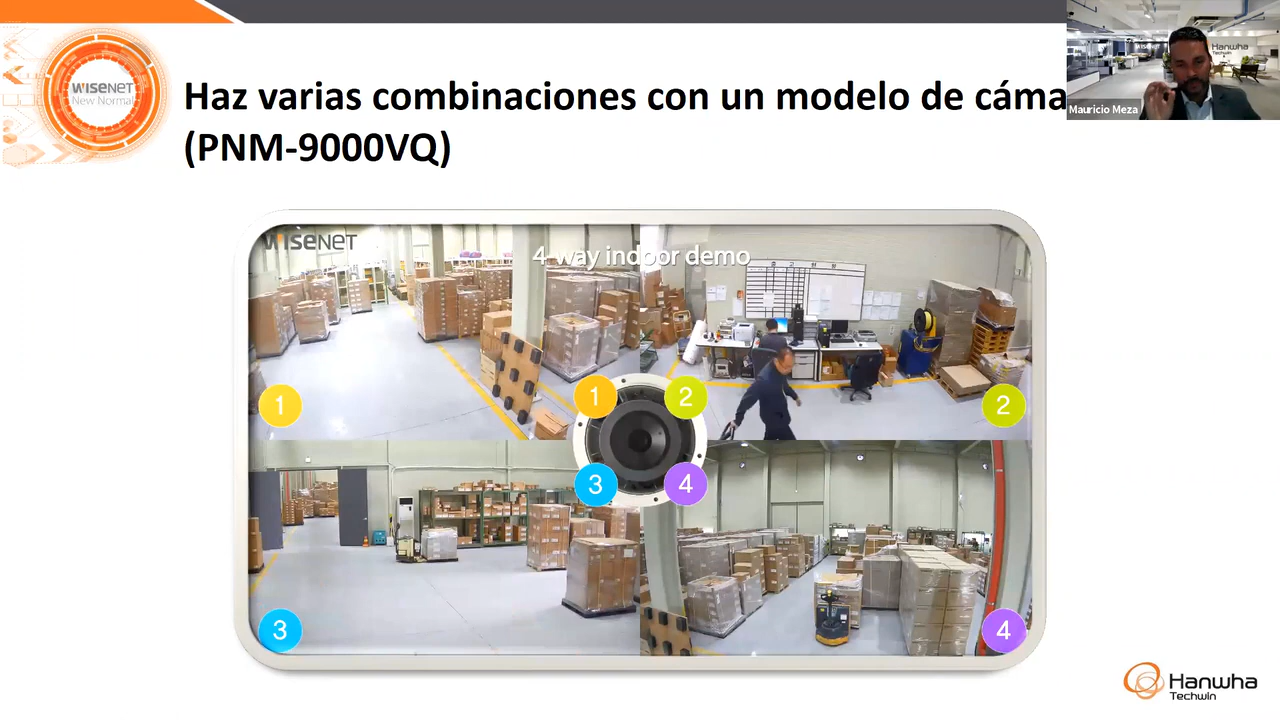 WISENET
New Normal
Haz varias combinaciones con un modelo de cáma
(PNM-9000VQ)
WISENET
Hanwha
Techwin
Mauricio Meza
WISENET
4 way indoor demo
1
2
1
2
3
4
3
4
Hanwha
Techwin